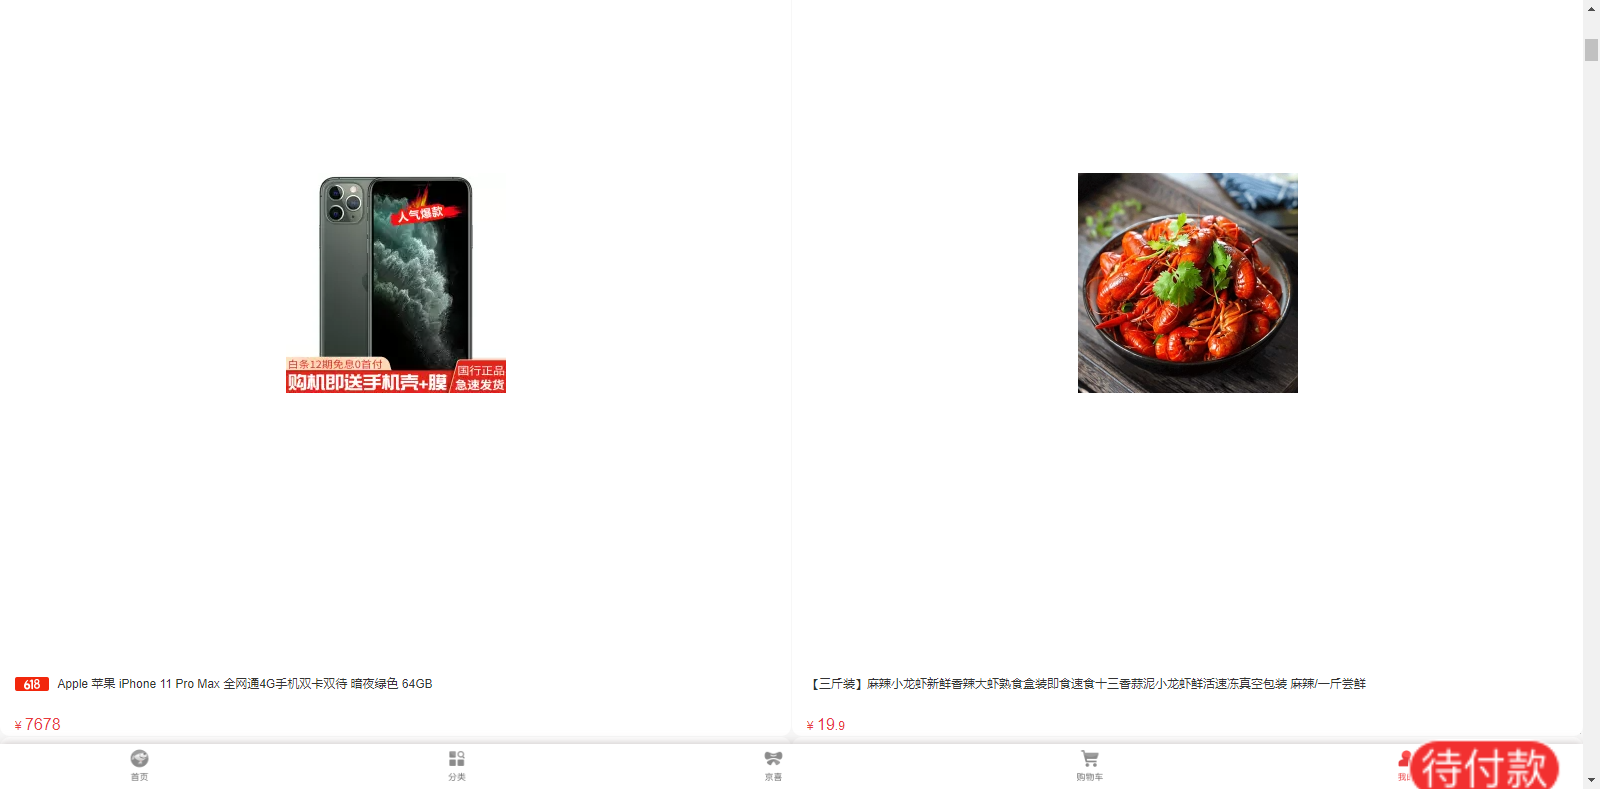 人气爆款
白条12期免息0首付
购机即送手机壳+膜
国行正品
急速发货
618 Apple 苹果 iPhone 11 Pro Max 全网通4G手机双卡双待 暗夜绿色 64GB
¥ 7678
【三斤装】麻辣小龙虾新鲜香辣大虾熟食盒装即食速食十三香蒜泥小龙虾鲜活速冻真空包装 麻辣/一斤尝鲜
¥ 19.9
首页
分类
京喜
购物车
我
待付款